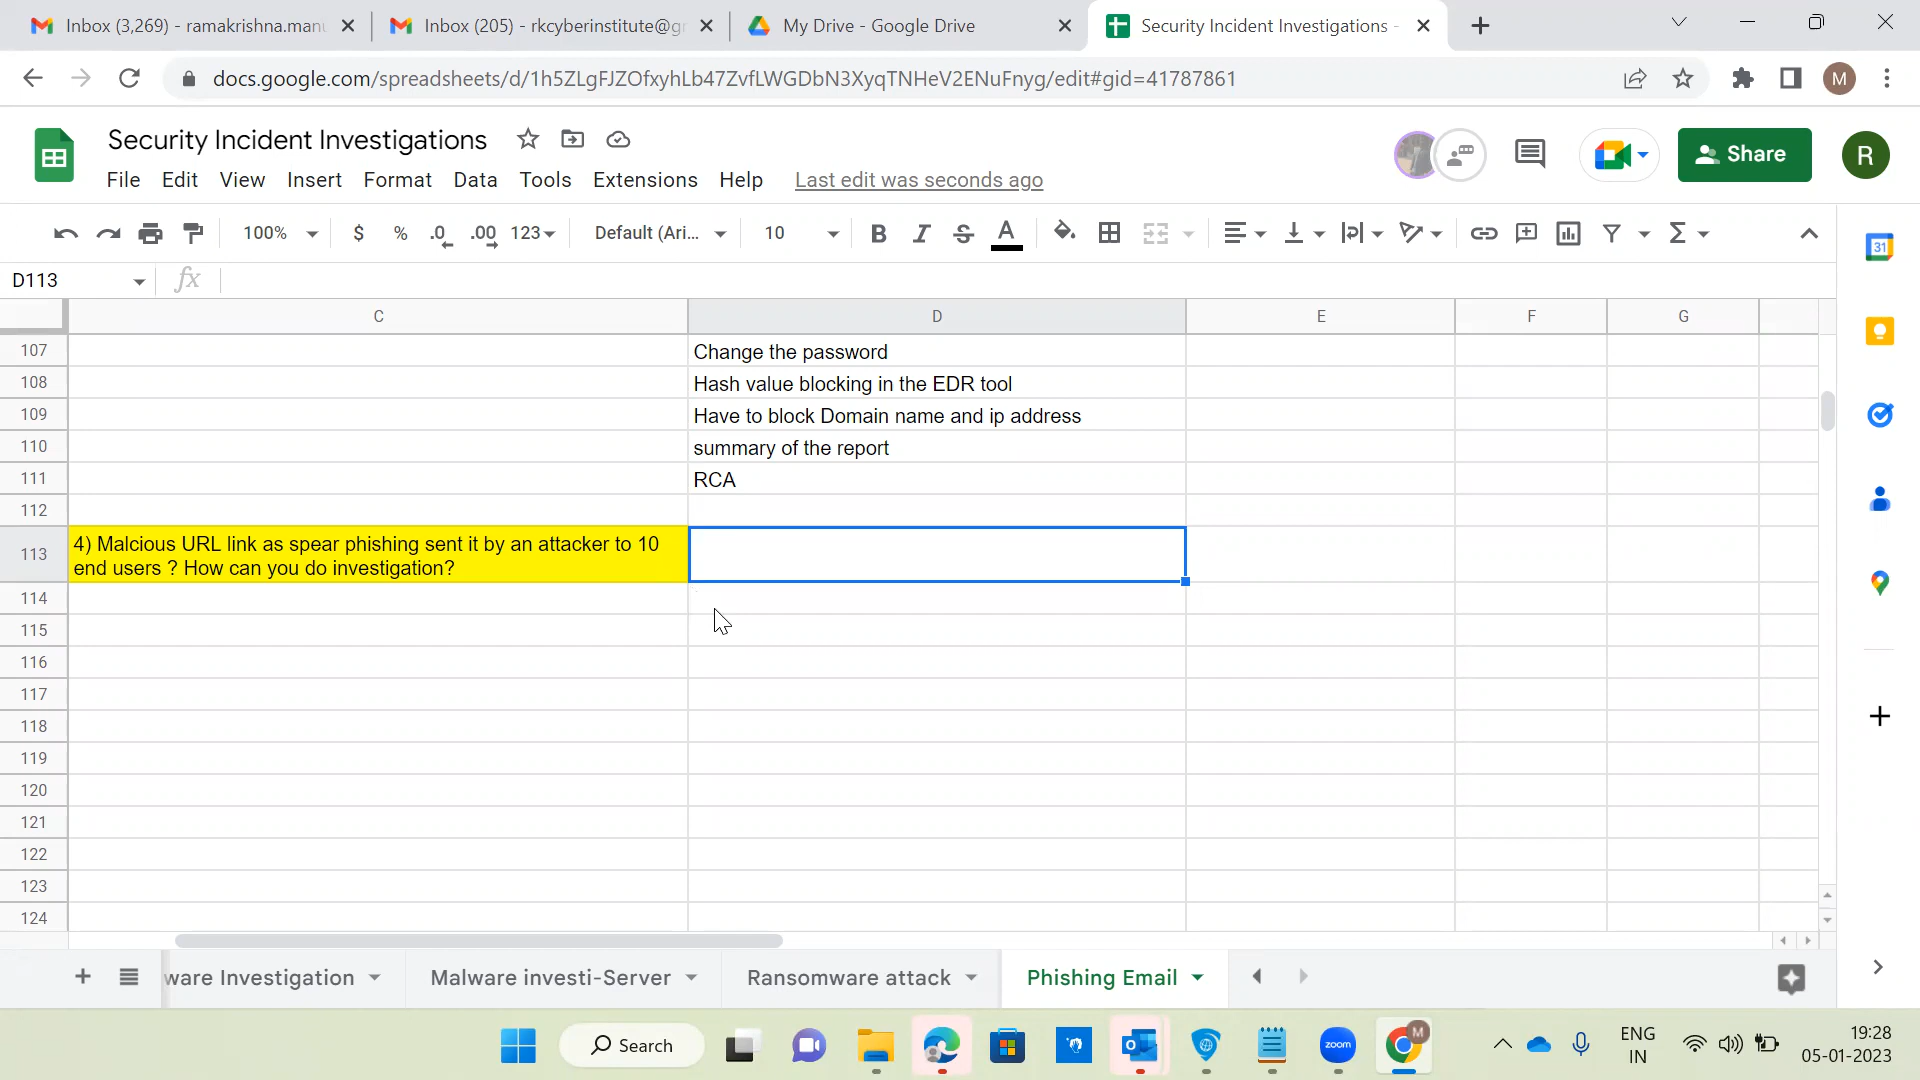 Inbox (3,269) - ramakrishna.manu
Inbox (205) - rkcyberinstitute@gr
My Drive - Google Drive
Security Incident Investigations -
docs.google.com/spreadsheets/d/1h5ZLgFJZOfxyhLb47ZvfLWGDbN3XyqTNHeV2ENuFnyg/edit#gid=41787861
M
Security Incident Investigations
Share
R
File Edit View Insert Format Data Tools Extensions Help Last edit was seconds ago
100% $ % .0 .00 123 Default (Ari... 10 B I S A
31
D113 fx
C D E F G
107 Change the password
108 Hash value blocking in the EDR tool
109 Have to block Domain name and ip address
110 summary of the report
111 RCA
112
113 4) Malcious URL link as spear phishing sent it by an attacker to 10
end users ? How can you do investigation?
114
115
116
117
118
119
120
121
122
123
124
ware Investigation Malware investi-Server Ransomware attack Phishing Email
Search
zoom
M
ENG
IN
19:28
05-01-2023